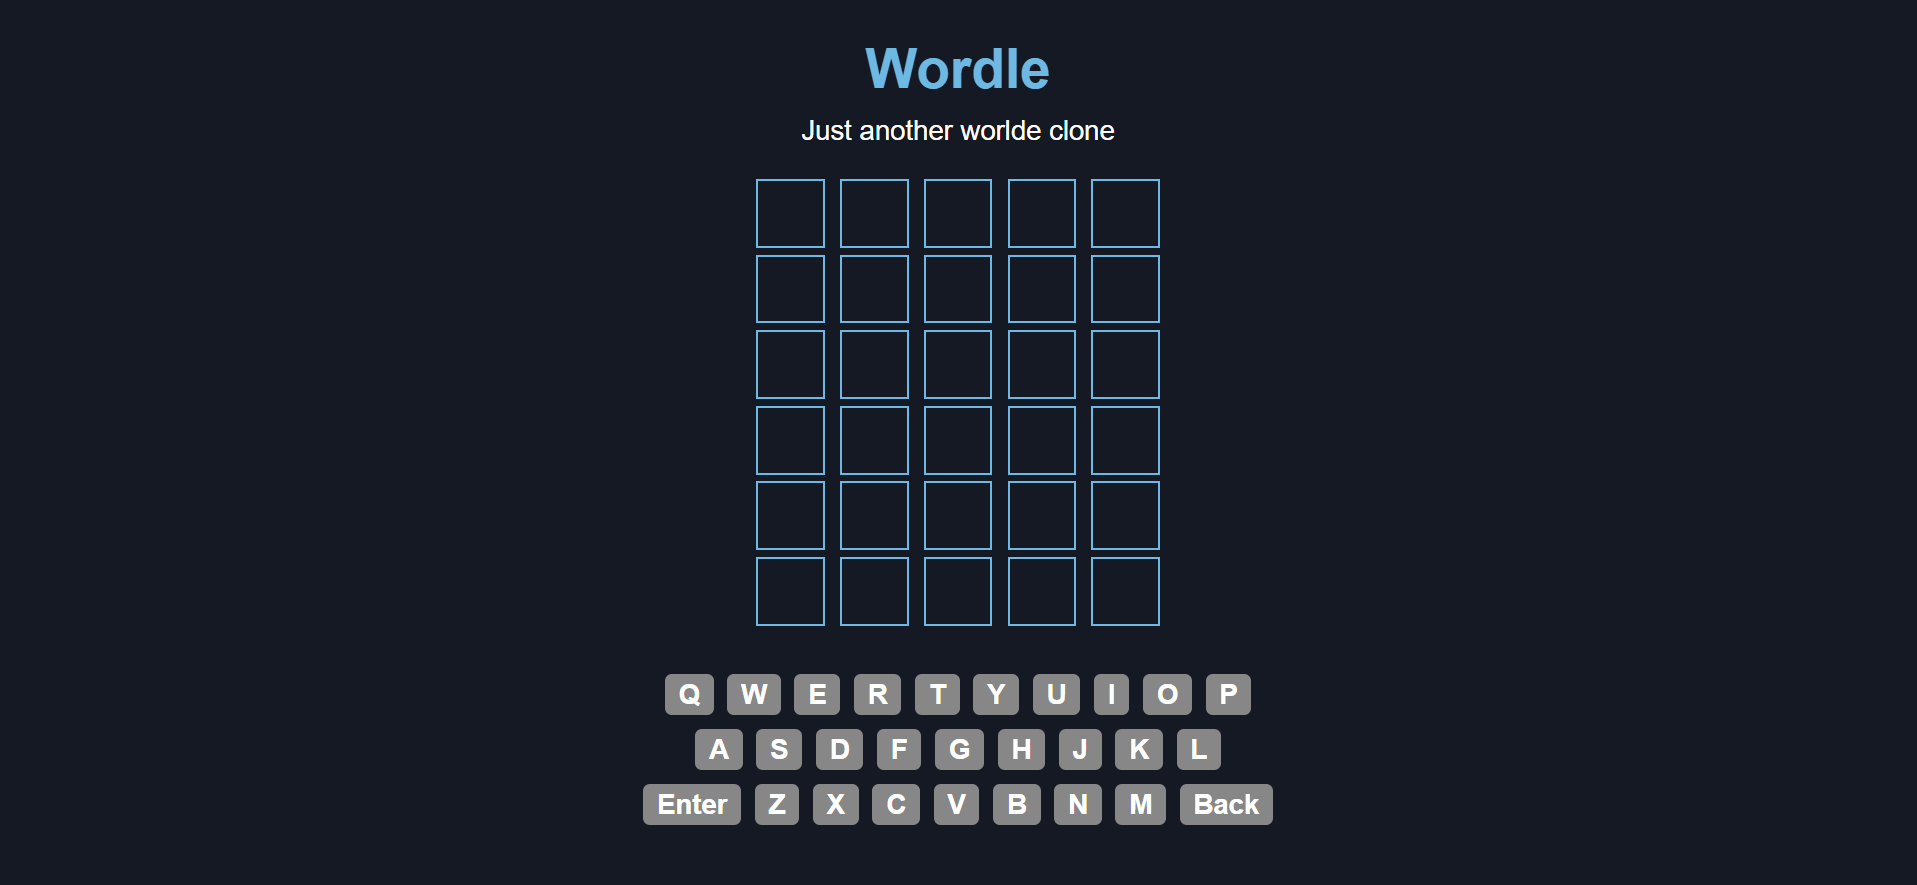 Wordle
Just another worlde clone
Q W E R T Y U I O P
A S D F G H J K L
Enter Z X C V B N M Back